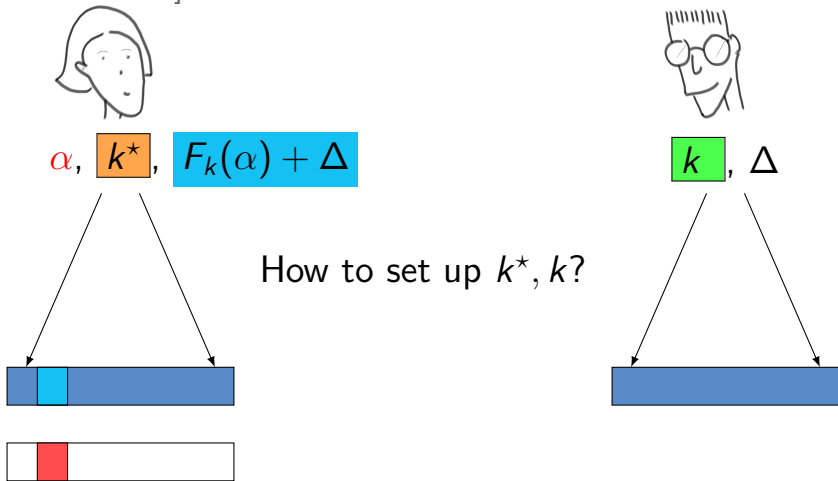 ]
α, k⋆, F_k(α) + Δ
k, Δ
How to set up k⋆, k?